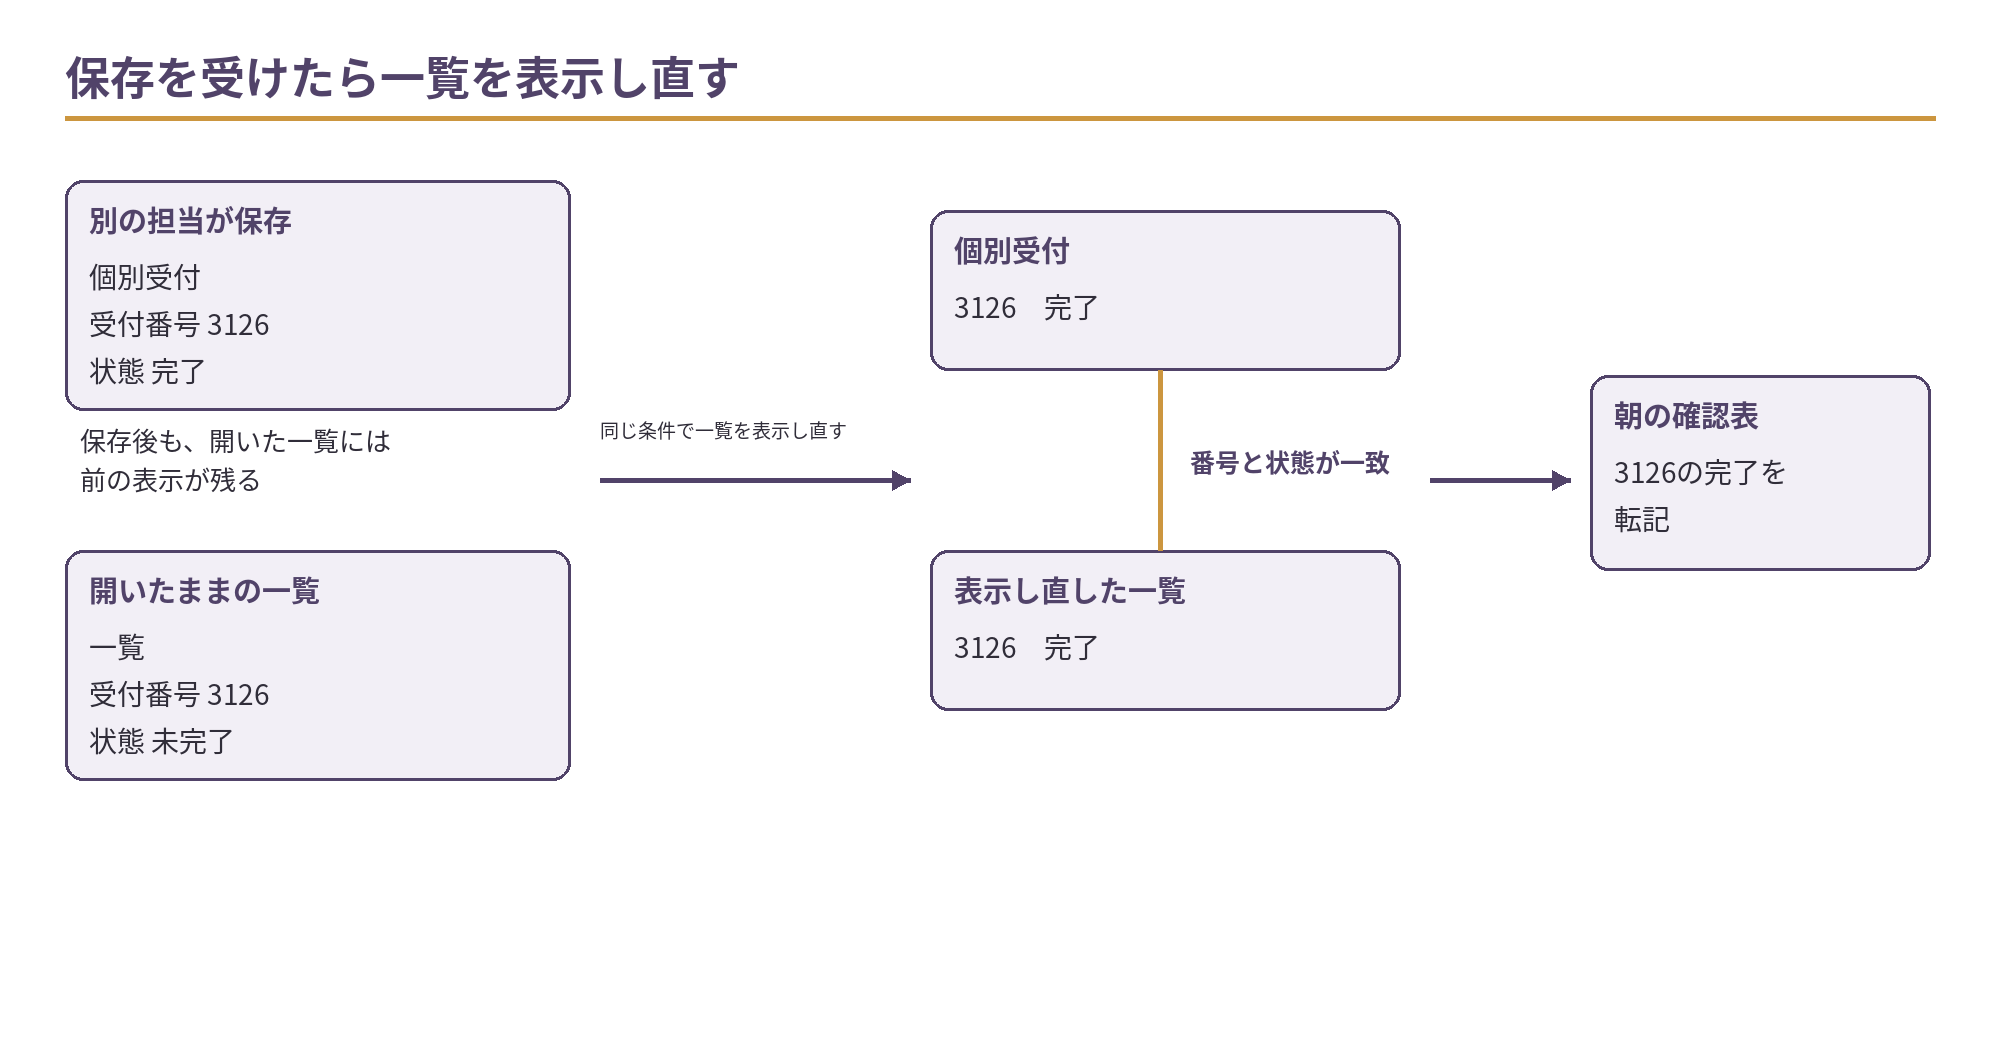 保存を受けたら一覧を表示し直す
別の担当が保存
個別受付
受付番号 3126
状態 完了
保存後も、開いた一覧には
前の表示が残る
開いたままの一覧
一覧
受付番号 3126
状態 未完了
同じ条件で一覧を表示し直す
個別受付
3126　完了
番号と状態が一致
表示し直した一覧
3126　完了
朝の確認表
3126の完了を
転記